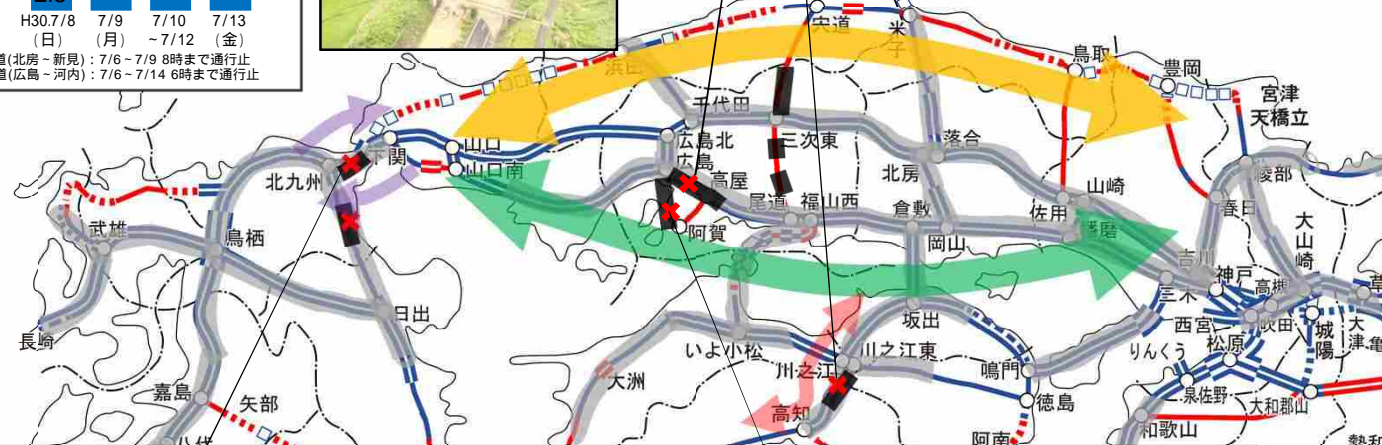 H30.7/8
7/9
7/10
7/13
(日)
(月)
~7/12
(金)
道(北房~新見):7/6~7/9 8時まで通行止
道(広島~河内):7/6~7/14 6時まで通行止
宍道
米子
鳥取
豊岡
宮津
天橋立
浜田
千代田
三次東
落合
山口
下関
山口南
広島北
広島
高屋
北房
綾部
北九州
尾道
福山西
倉敷
佐用
山崎
春日
大山崎
武雄
鳥栖
阿賀
岡山
播磨
吉川
神戸
高槻
三木
西宮
吹田
城陽
大津
草
長崎
日出
坂出
りんくう
松原
亀
いよ小松
川之江東
川之江
鳴門
泉佐野
大和郡山
大洲
嘉島
矢部
高知
徳島
和歌山
八代
阿南
勢和